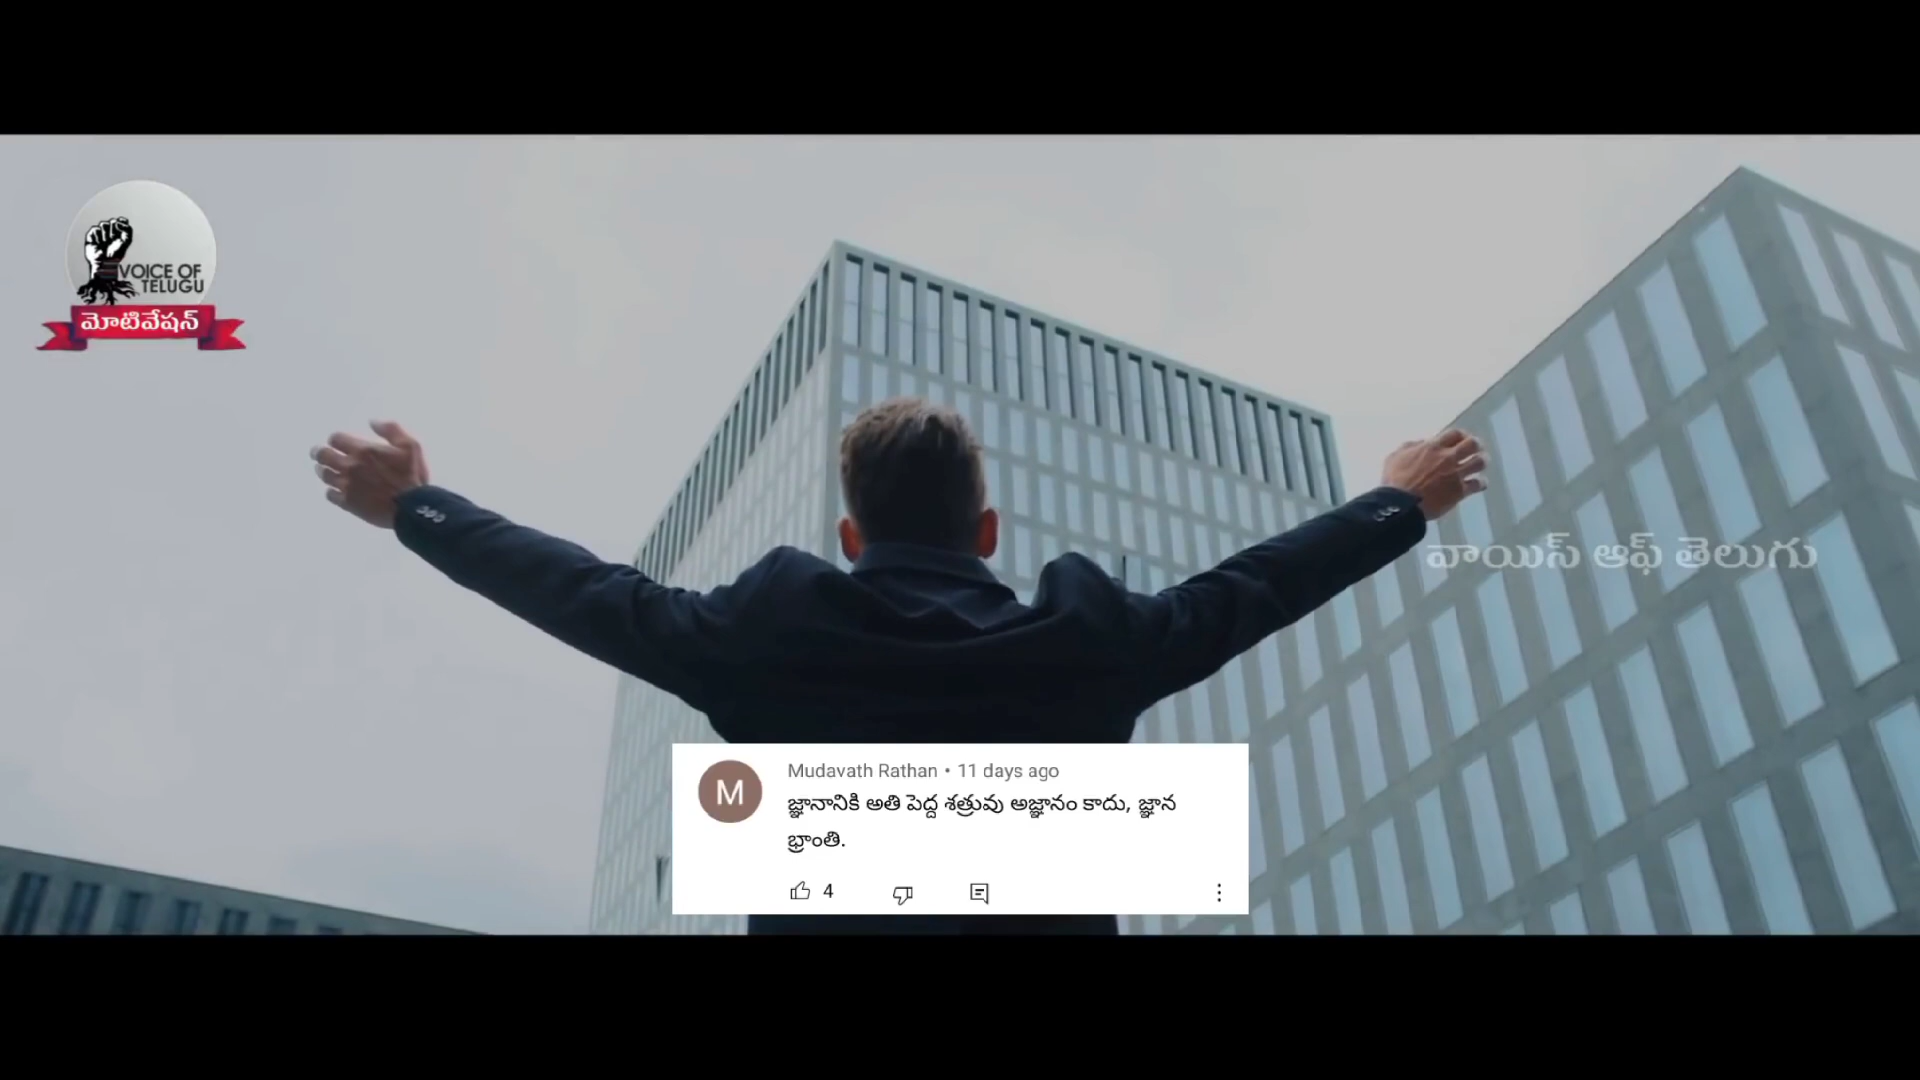 VOICE OF
TELUGU
మోటివేషన్
వాయిస్ ఆఫ్ తెలుగు
M
Mudavath Rathan • 11 days ago
జ్ఞానానికి అతి పెద్ద శత్రువు అజ్ఞానం కాదు, జ్ఞాన
భ్రాంతి.
4